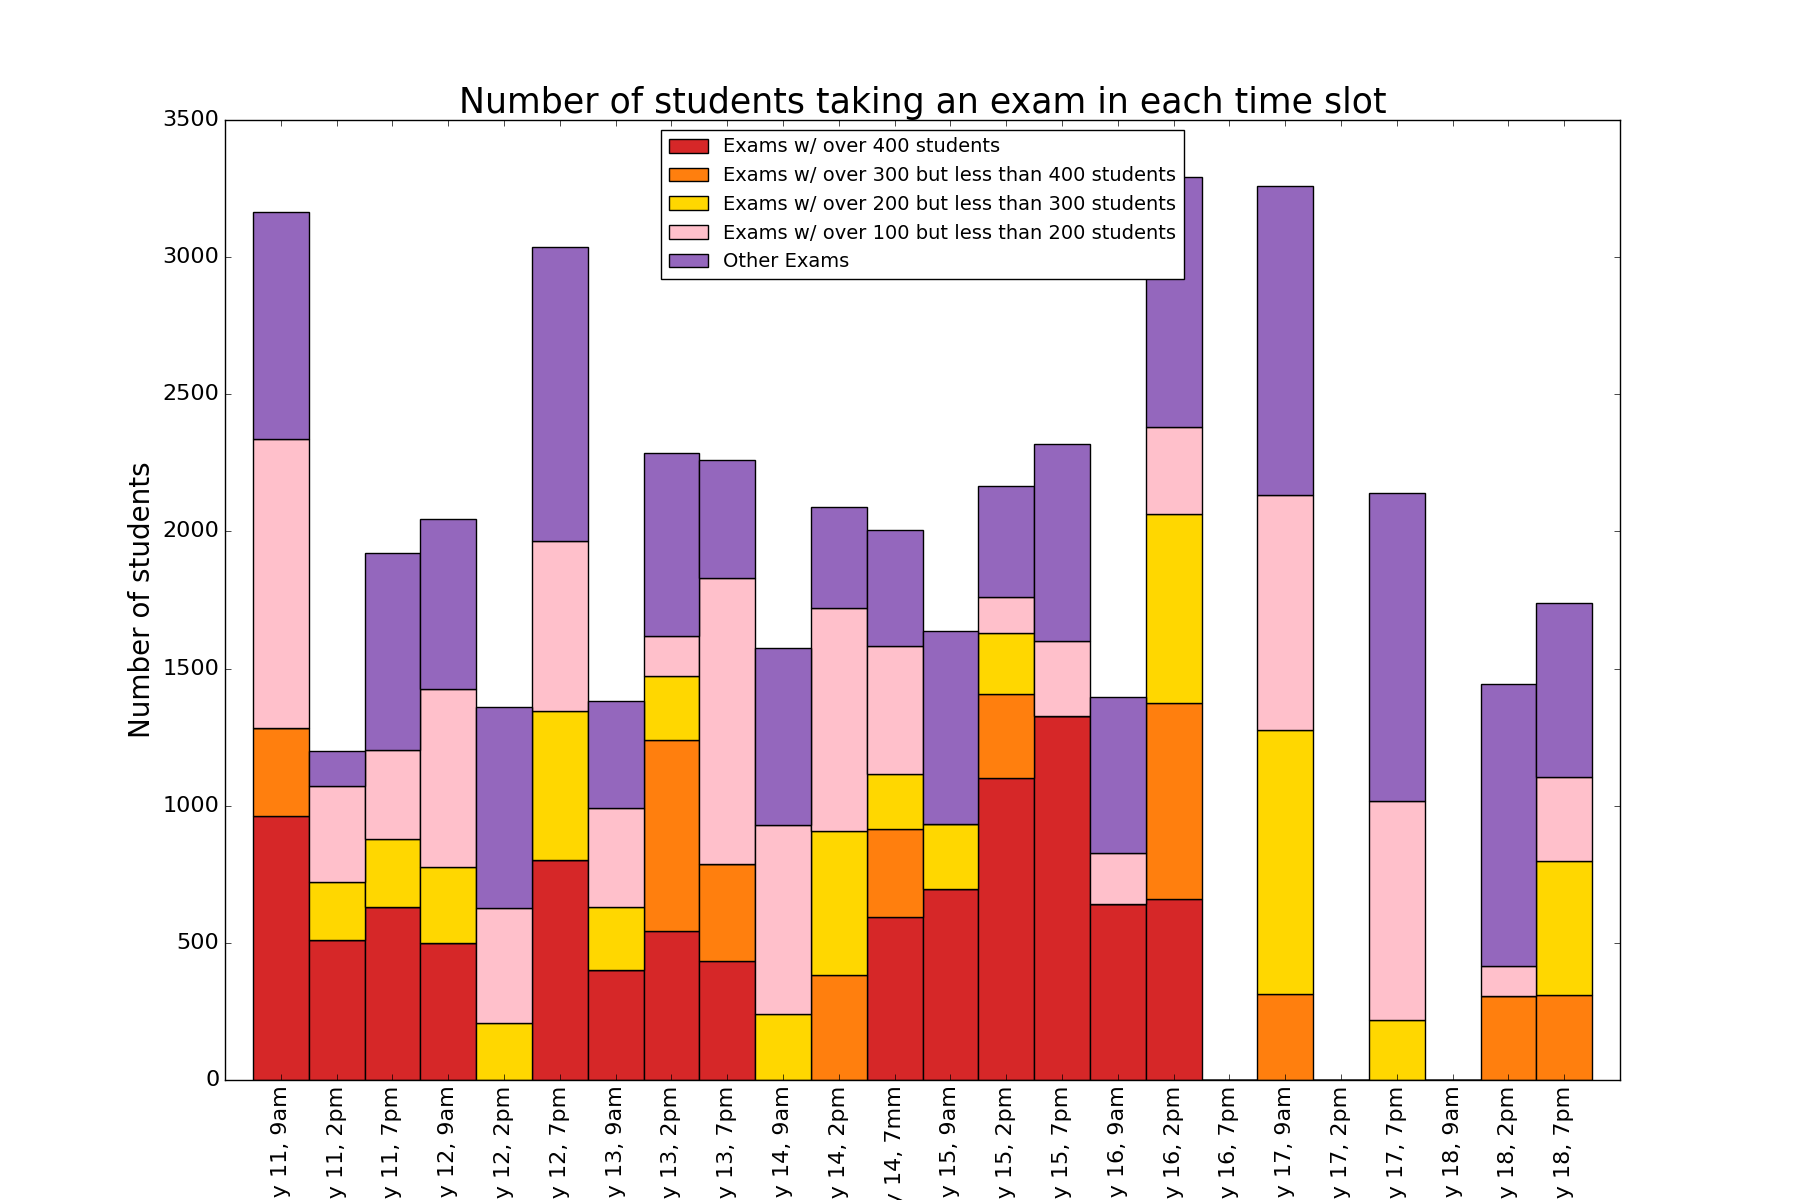 Number of students taking an exam in each time slot
Exams w/ over 400 students
Exams w/ over 300 but less than 400 students
Exams w/ over 200 but less than 300 students
Exams w/ over 100 but less than 200 students
Other Exams
Number of students
3500
3000
2500
2000
1500
1000
500
0
y 11, 9am
y 11, 2pm
y 11, 7pm
y 12, 9am
y 12, 2pm
y 12, 7pm
y 13, 9am
y 13, 2pm
y 13, 7pm
y 14, 9am
y 14, 2pm
y 14, 7mm
y 15, 9am
y 15, 2pm
y 15, 7pm
y 16, 9am
y 16, 2pm
y 16, 7pm
y 17, 9am
y 17, 2pm
y 17, 7pm
y 18, 9am
y 18, 2pm
y 18, 7pm